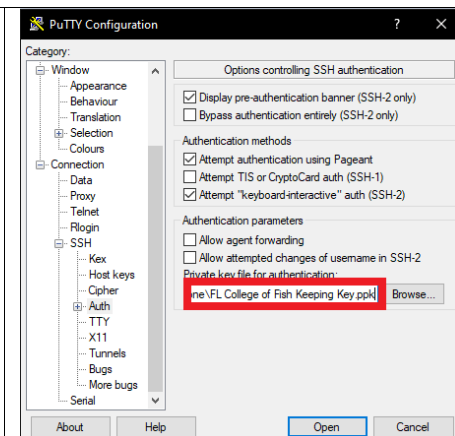 PuTTY Configuration ? ×
Category:
Window
Appearance
Behaviour
Translation
Selection
Colours
Connection
Data
Proxy
Telnet
Rlogin
SSH
Kex
Host keys
Cipher
Auth
TTY
X11
Tunnels
Bugs
More bugs
Serial
Options controlling SSH authentication
Display pre-authentication banner (SSH-2 only)
Bypass authentication entirely (SSH-2 only)
Authentication methods
Attempt authentication using Pageant
Attempt TIS or CryptoCard auth (SSH-1)
Attempt "keyboard-interactive" auth (SSH-2)
Authentication parameters
Allow agent forwarding
Allow attempted changes of username in SSH-2
Private key file for authentication:
one\FL College of Fish Keeping Key.ppk Browse...
About Help Open Cancel